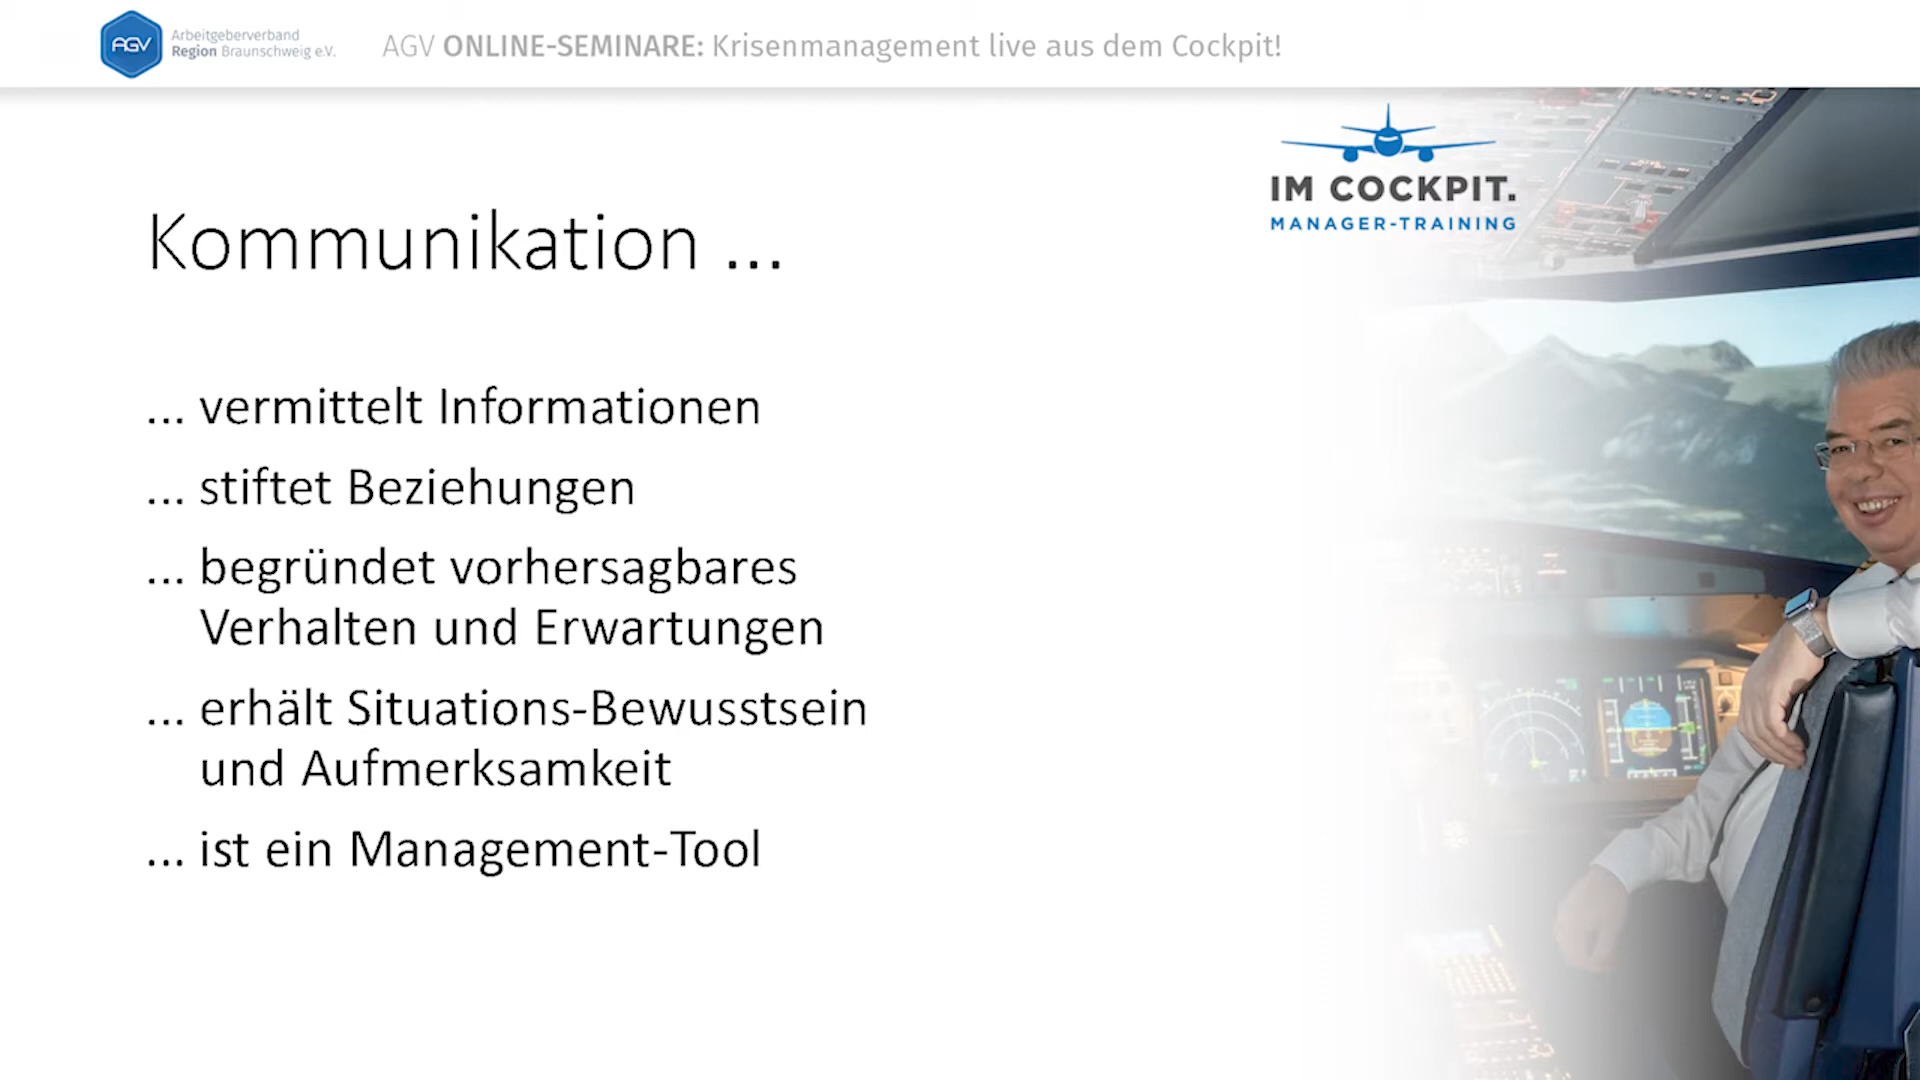 AGV
Arbeitgeberverband
Region Braunschweig e.V.
AGV ONLINE-SEMINARE: Krisenmanagement live aus dem Cockpit!
IM COCKPIT.
MANAGER-TRAINING
Kommunikation ...
... vermittelt Informationen
... stiftet Beziehungen
... begründet vorhersagbares
Verhalten und Erwartungen
... erhält Situations-Bewusstsein
und Aufmerksamkeit
... ist ein Management-Tool